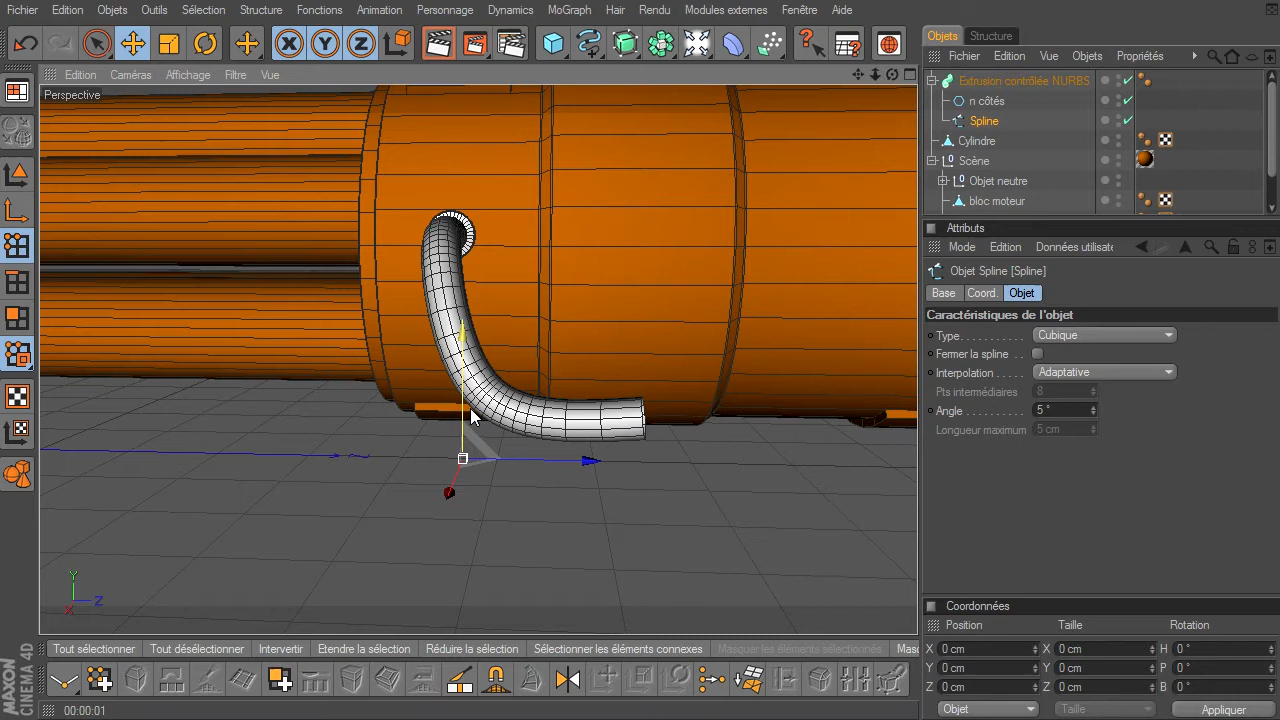 Fichier Edition Objets Outils Sélection Structure Fonctions Animation Personnage Dynamics MoGraph Hair Rendu Modules externes Fenêtre Aide
Objets Structure
Fichier Edition Vue Objets Propriétés
Edition Caméras Affichage Filtre Vue
Perspective
Extrusion contrôlée NURBS
n côtés
Spline
Cylindre
Scène
Objet neutre
bloc moteur
Attributs
Mode Edition Données utilisate
Objet Spline [Spline]
Base Coord. Objet
Caractéristiques de l'objet
Type . . . . . . . . . . . Cubique
Fermer la spline . . .
Interpolation . . . . . Adaptative
Pts intermédiaires 8
Angle . . . . . . . . . . 5 °
Longueur maximum 5 cm
Y
Z
X
Coordonnées
Position Taille Rotation
X 0 cm X 0 cm H 0 °
Y 0 cm Y 0 cm P 0 °
Z 0 cm Z 0 cm B 0 °
Objet Taille Appliquer
Tout sélectionner Tout désélectionner Invertir Etendre la sélection Réduire la sélection Sélectionner les éléments connexes Masquer les éléments sélectionnés Masq
MAXON CINEMA 4D
00:00:01